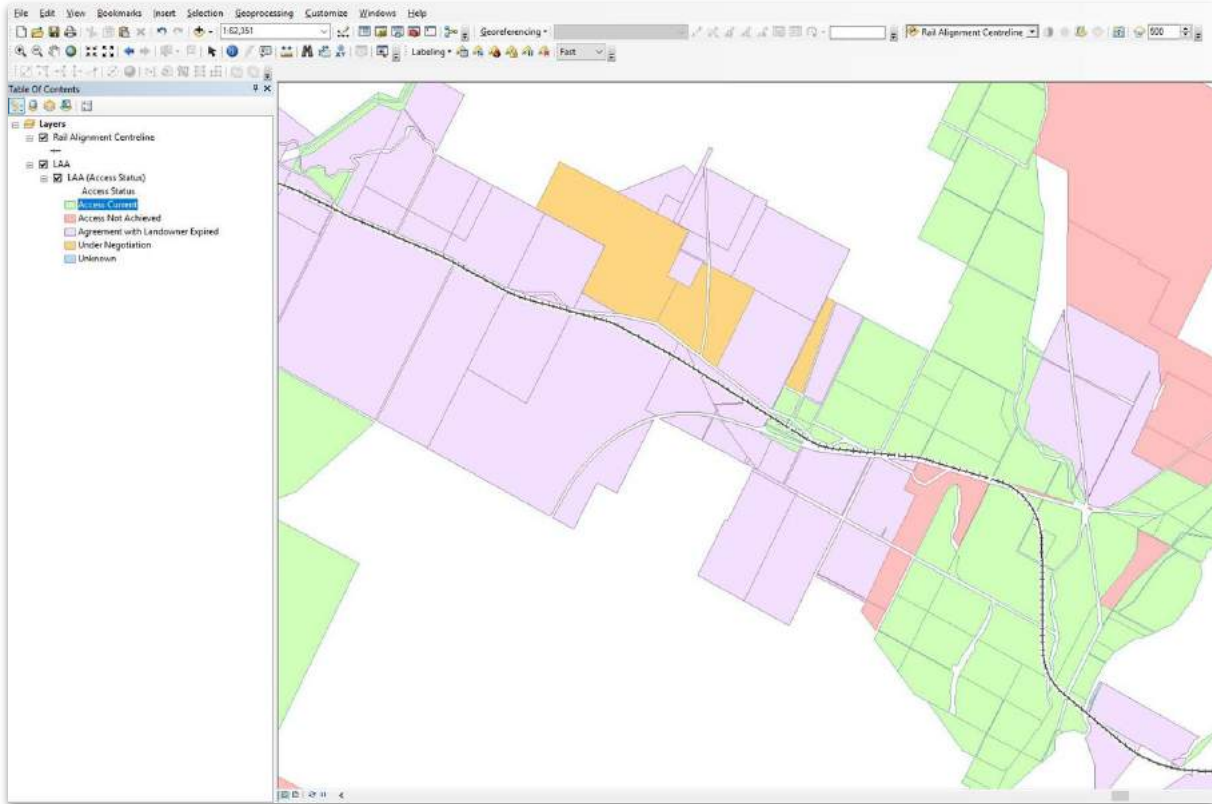 File Edit View Bookmarks Insert Selection Geoprocessing Customize Windows Help
1:62,351 Georeferencing Rail Alignment Centreline 500
Labeling Fast
Table Of Contents
Layers
Rail Alignment Centreline
LAA
LAA (Access Status)
Access Status
Access Current
Access Not Achieved
Agreement with Landowner Expired
Under Negotiation
Unknown